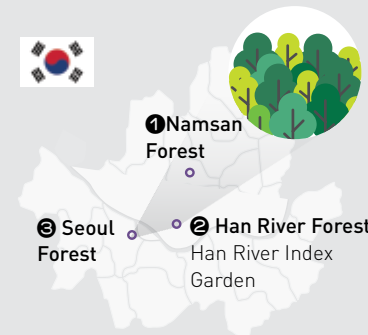 ❶Namsan
Forest
❸ Seoul
Forest
❷ Han River Forest
Han River Index
Garden